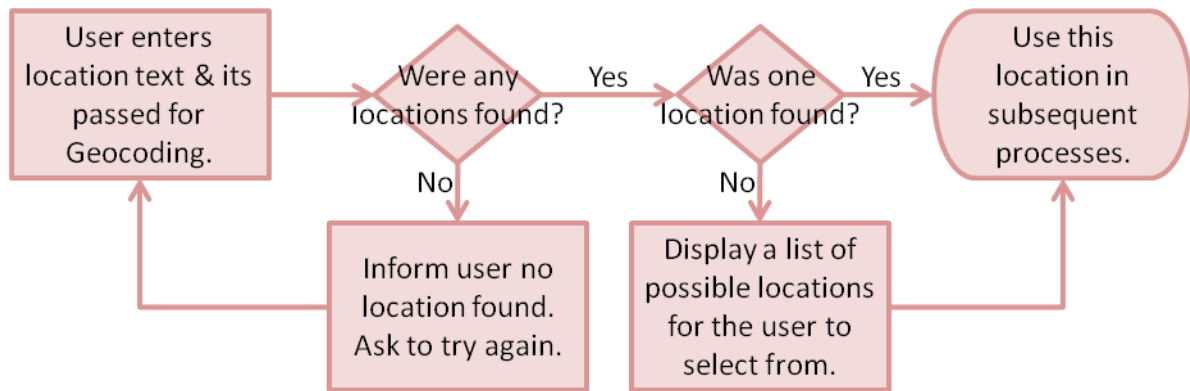 User enters
location text & its
passed for
Geocoding.
Were any
locations found?
Yes
No
Was one
location found?
Yes
No
Use this
location in
subsequent
processes.
Inform user no
location found.
Ask to try again.
Display a list of
possible locations
for the user to
select from.